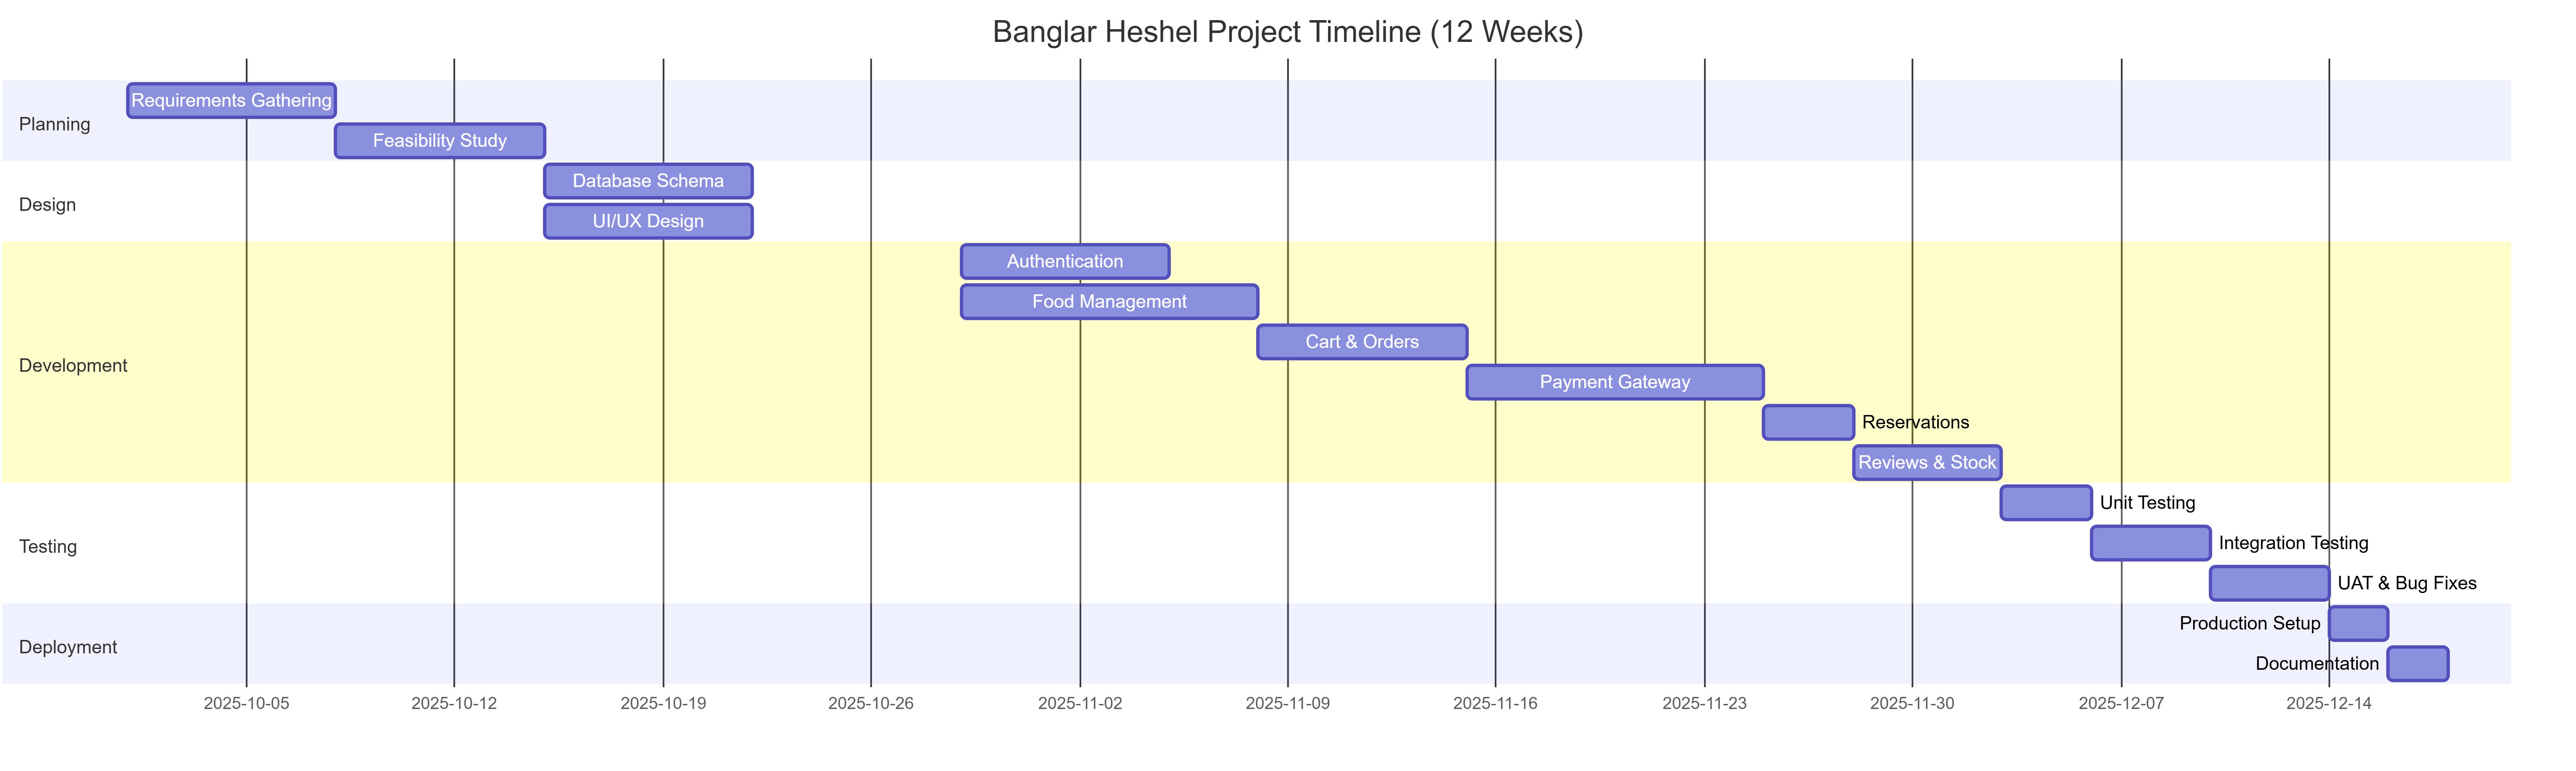 Banglar Heshel Project Timeline (12 Weeks)
Planning
Requirements Gathering
Feasibility Study
Design
Database Schema
UI/UX Design
Development
Authentication
Food Management
Cart & Orders
Payment Gateway
Reservations
Reviews & Stock
Testing
Unit Testing
Integration Testing
UAT & Bug Fixes
Deployment
Production Setup
Documentation
2025-10-05 2025-10-12 2025-10-19 2025-10-26 2025-11-02 2025-11-09 2025-11-16 2025-11-23 2025-11-30 2025-12-07 2025-12-14